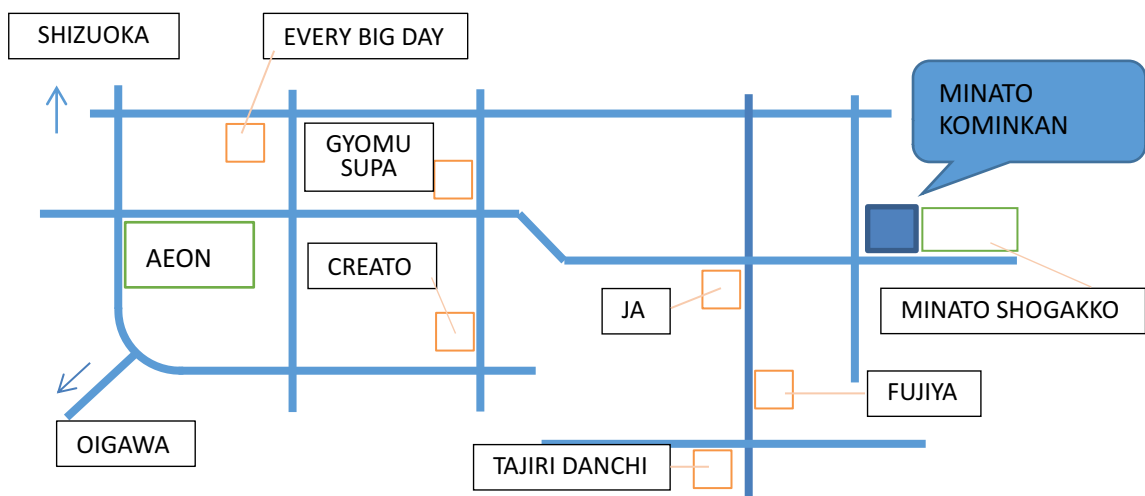 SHIZUOKA
EVERY BIG DAY
MINATO
KOMINKAN
GYOMU
SUPA
AEON
CREATO
JA
MINATO SHOGAKKO
FUJIYA
OIGAWA
TAJIRI DANCHI